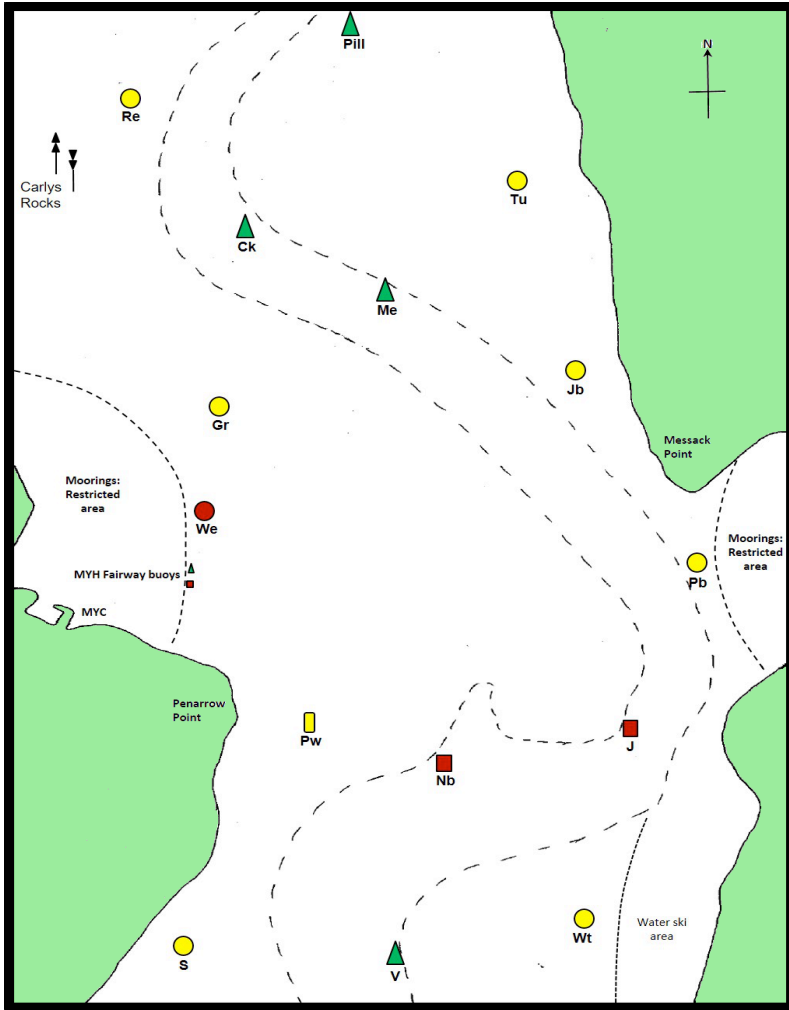 Pill
N
Re
Carlys
Rocks
Tu
Ck
Me
Jb
Gr
Messack
Point
Moorings:
Restricted
area
We
Moorings:
Restricted
area
MYH Fairway buoys
Pb
MYC
Penarrow
Point
Pw
J
Nb
Water ski
area
Wt
S
V